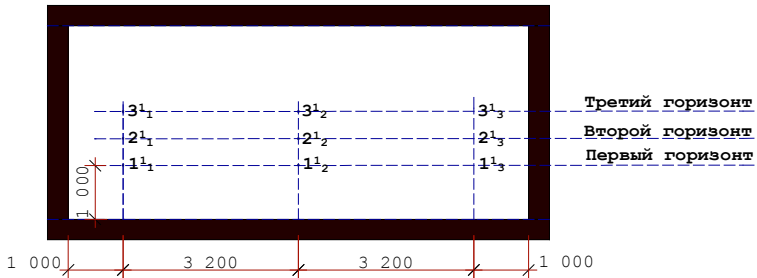 3¹₁ 3¹₂ 3¹₃ Третий горизонт
2¹₁ 2¹₂ 2¹₃ Второй горизонт
1¹₁ 1¹₂ 1¹₃ Первый горизонт
1 000
1 000 3 200 3 200 1 000